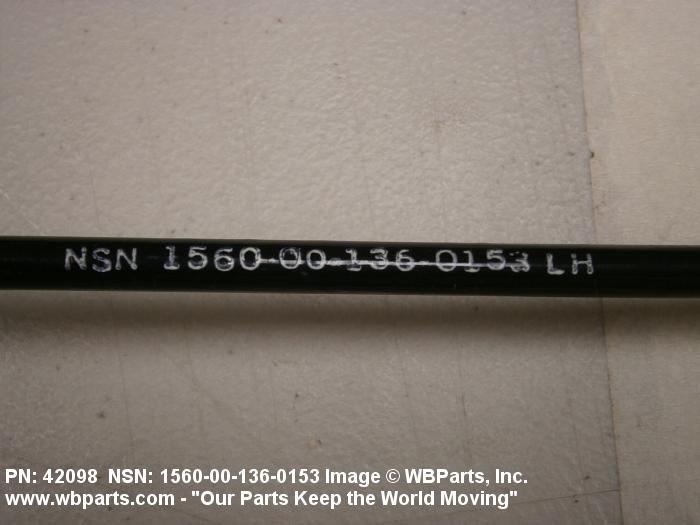 NSN 1560-00-136-0153 LH
PN: 42098 NSN: 1560-00-136-0153 Image © WBParts, Inc.
www.wbparts.com - "Our Parts Keep the World Moving"